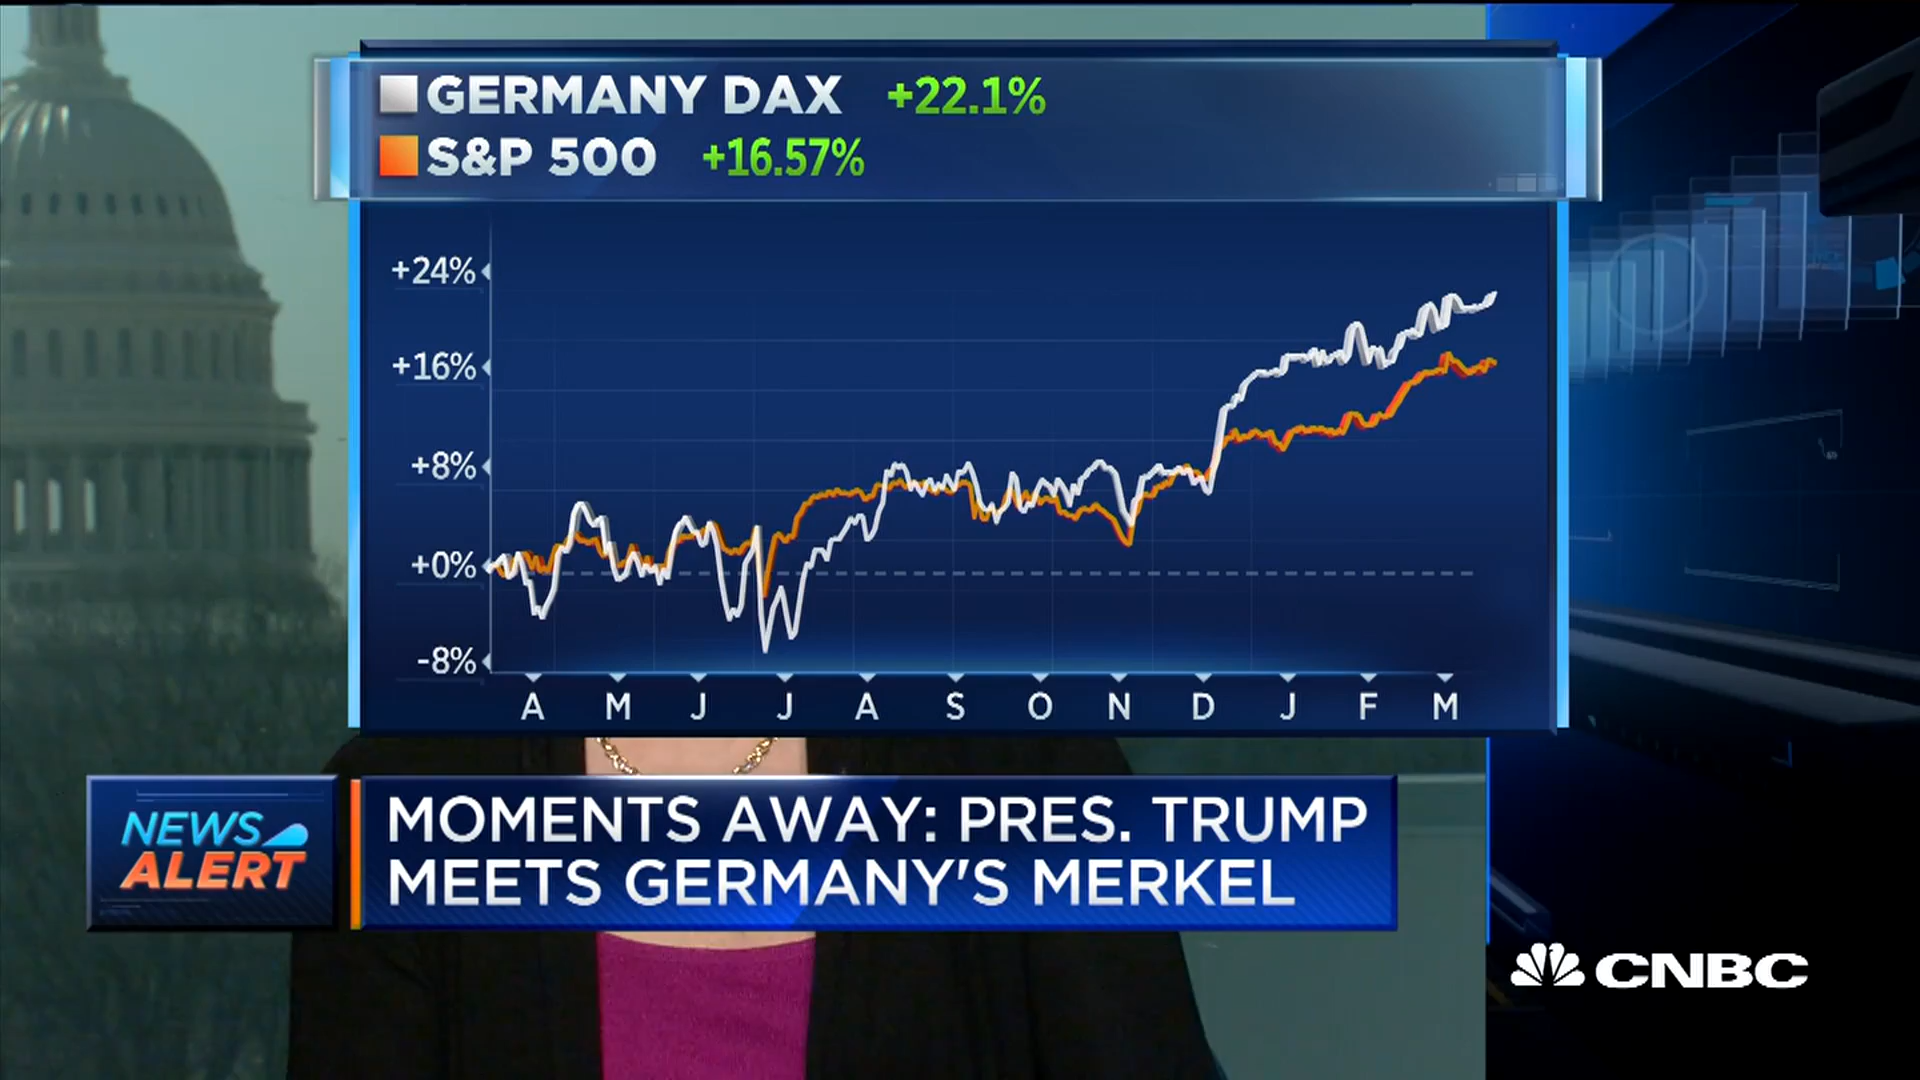 GERMANY DAX +22.1%
S&P 500 +16.57%
+24%
+16%
+8%
+0%
-8%
A M J J A S O N D J F M
NEWS
ALERT
MOMENTS AWAY: PRES. TRUMP
MEETS GERMANY'S MERKEL
CNBC